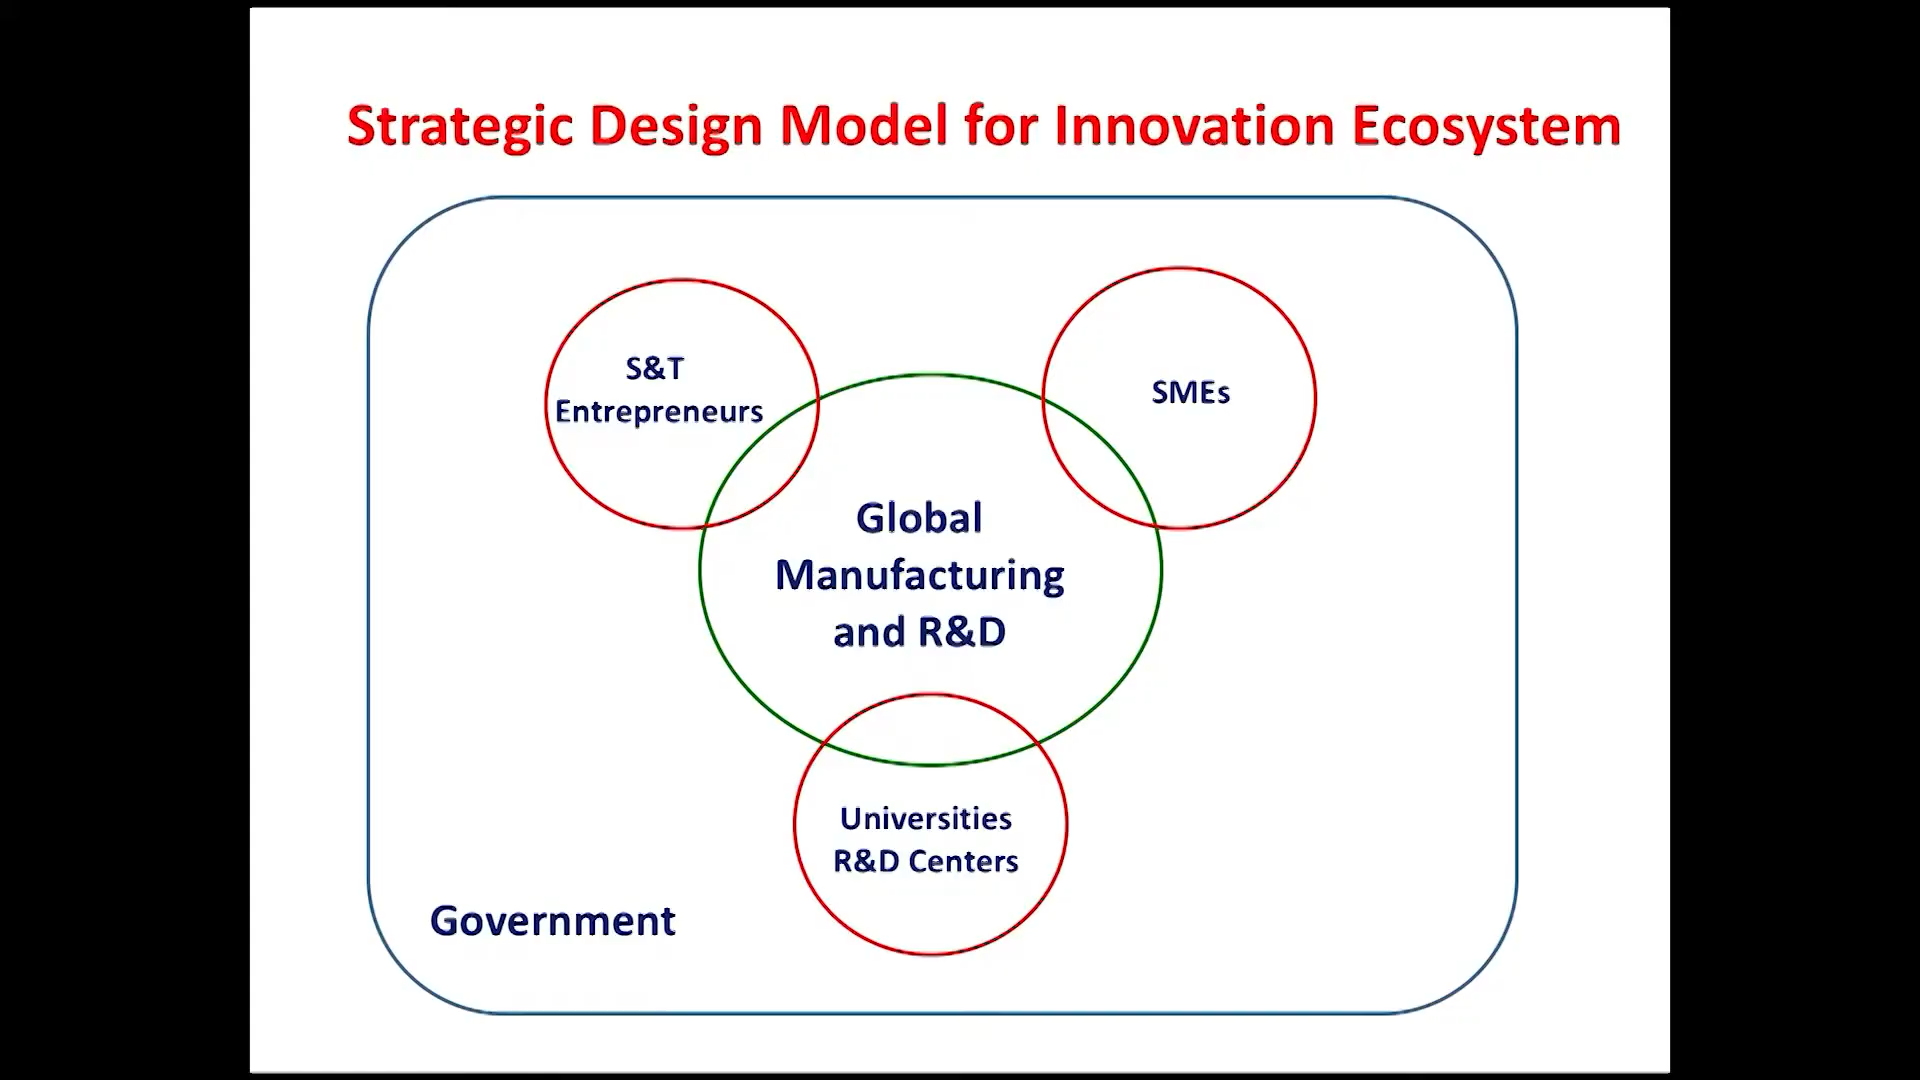 Strategic Design Model for Innovation Ecosystem
S&T
Entrepreneurs
SMEs
Global
Manufacturing
and R&D
Universities
R&D Centers
Government